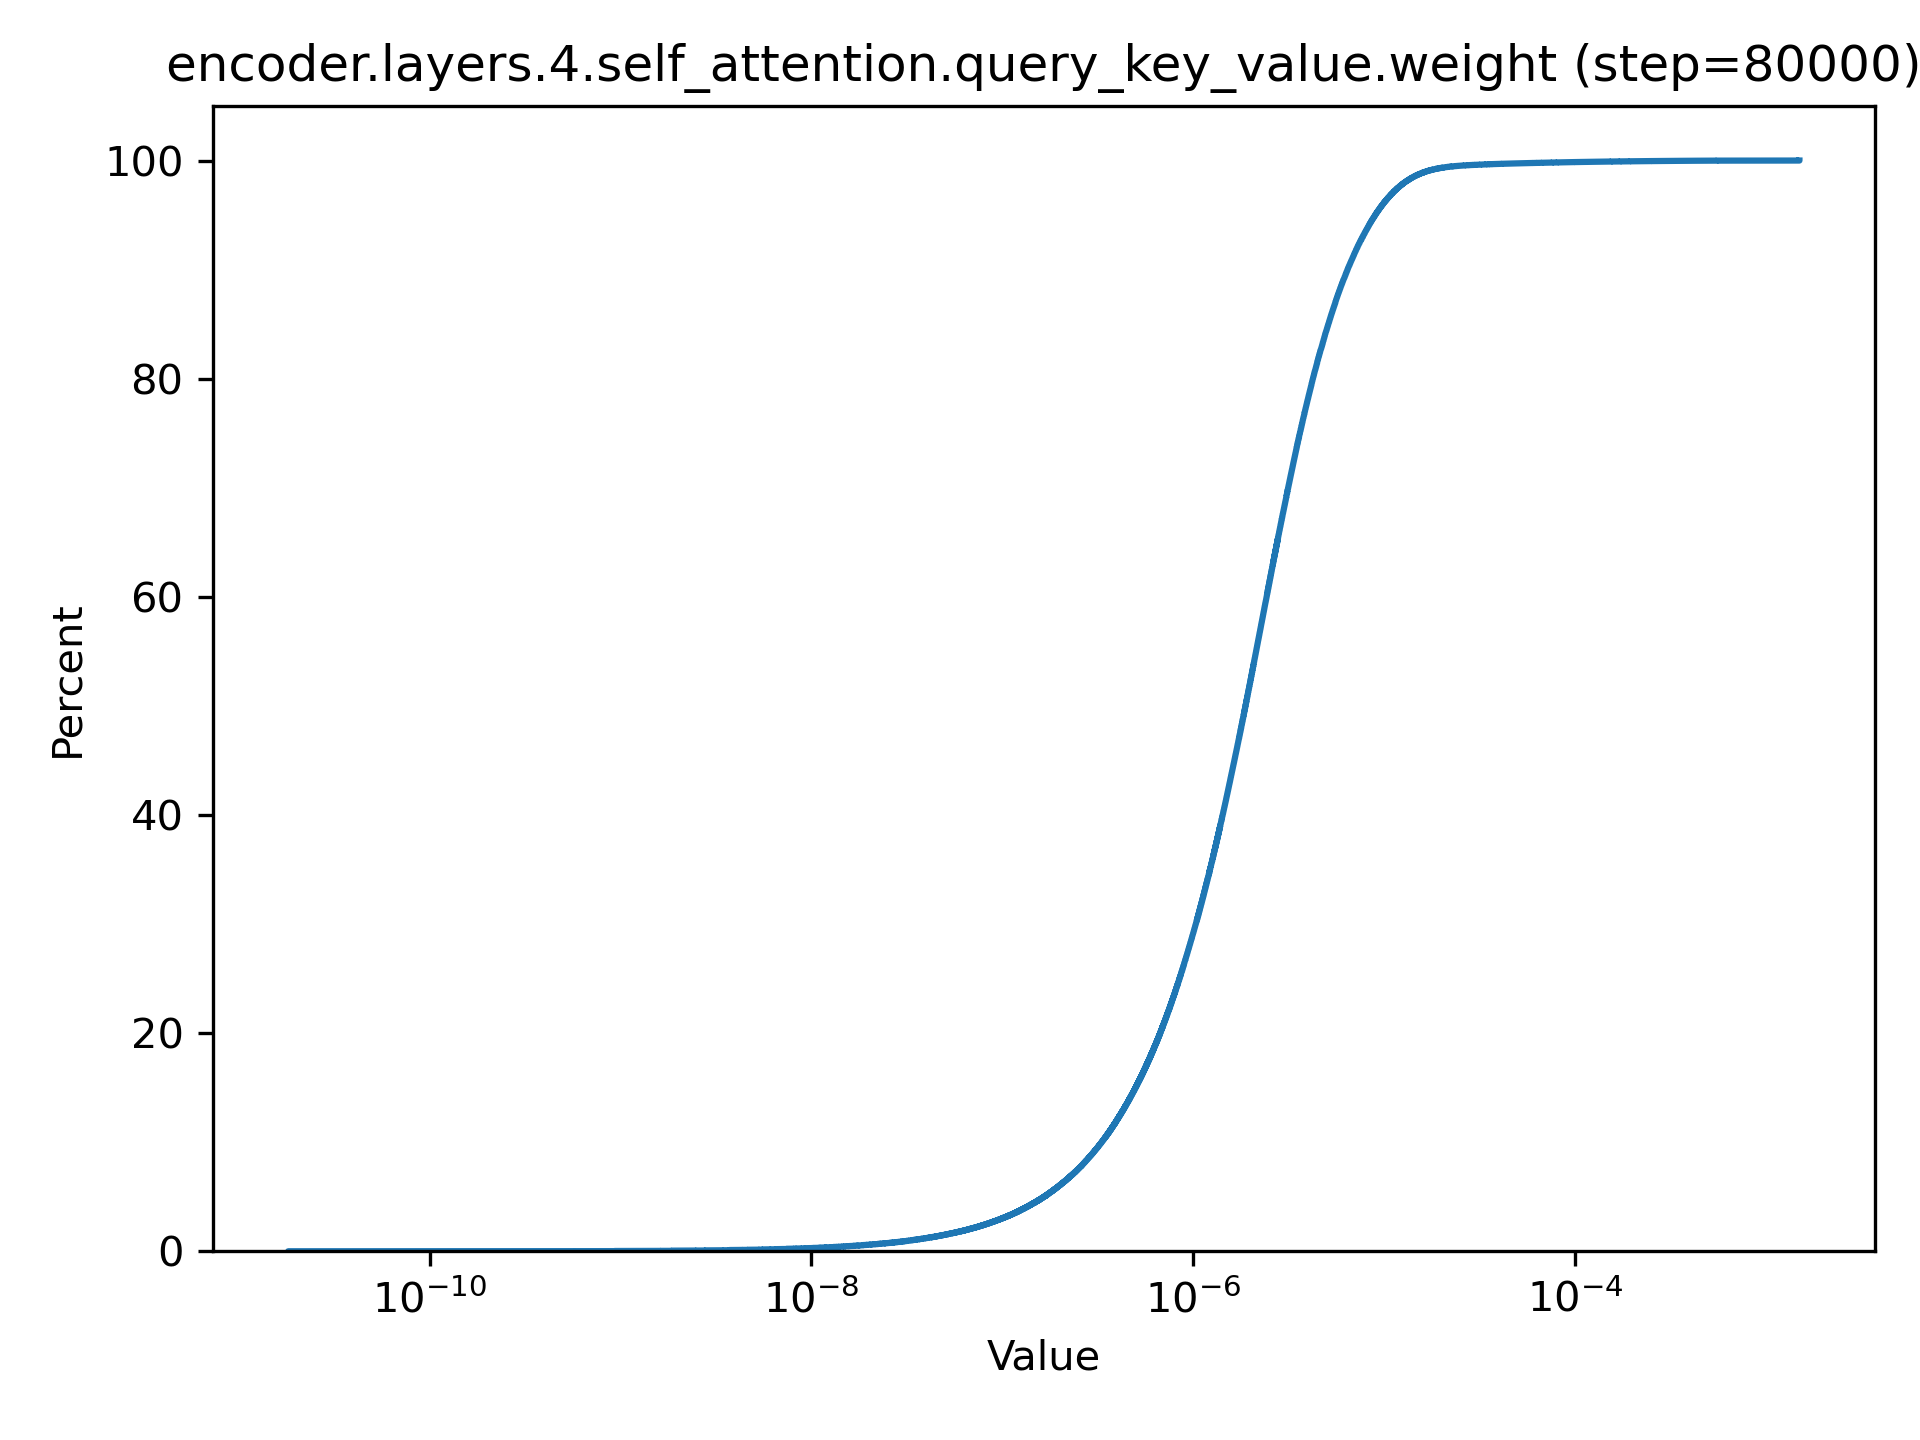 encoder.layers.4.self_attention.query_key_value.weight (step=80000)
100
80
60
40
20
0
Percent
10⁻¹⁰ 10⁻⁸ 10⁻⁶ 10⁻⁴
Value